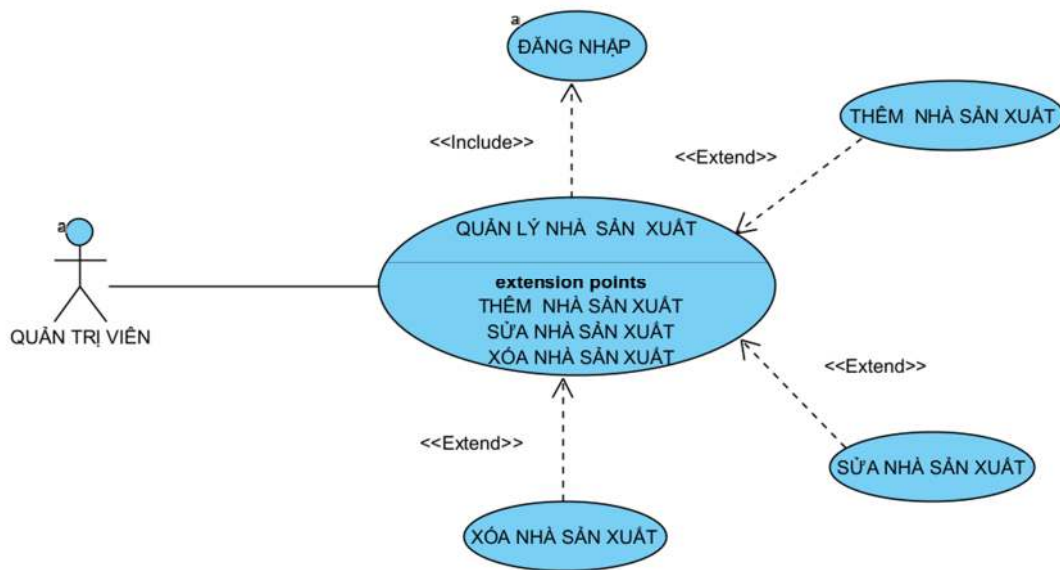 a
ĐĂNG NHẬP
THÊM NHÀ SẢN XUẤT
<<Include>>
<<Extend>>
QUẢN LÝ NHÀ SẢN XUẤT
a
extension points
THÊM NHÀ SẢN XUẤT
SỬA NHÀ SẢN XUẤT
XÓA NHÀ SẢN XUẤT
QUẢN TRỊ VIÊN
<<Extend>>
<<Extend>>
SỬA NHÀ SẢN XUẤT
XÓA NHÀ SẢN XUẤT